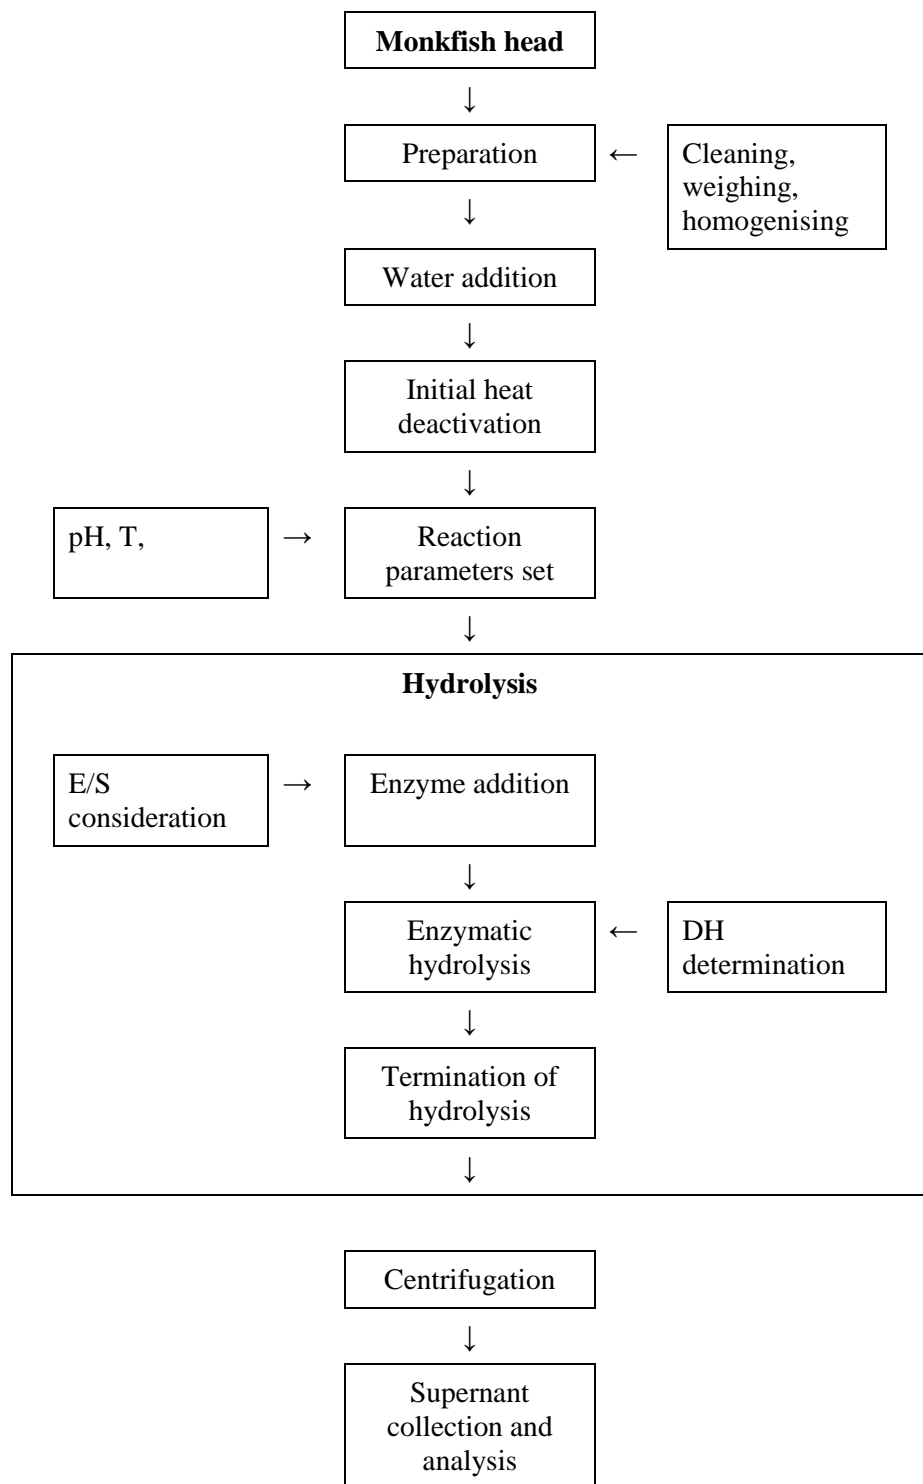 Monkfish head
↓
Preparation
←
Cleaning,
weighing,
homogenising
↓
Water addition
↓
Initial heat
deactivation
↓
pH, T,
→
Reaction
parameters set
↓
Hydrolysis
E/S
consideration
→
Enzyme addition
↓
Enzymatic
hydrolysis
←
DH
determination
↓
Termination of
hydrolysis
↓
Centrifugation
↓
Supernant
collection and
analysis